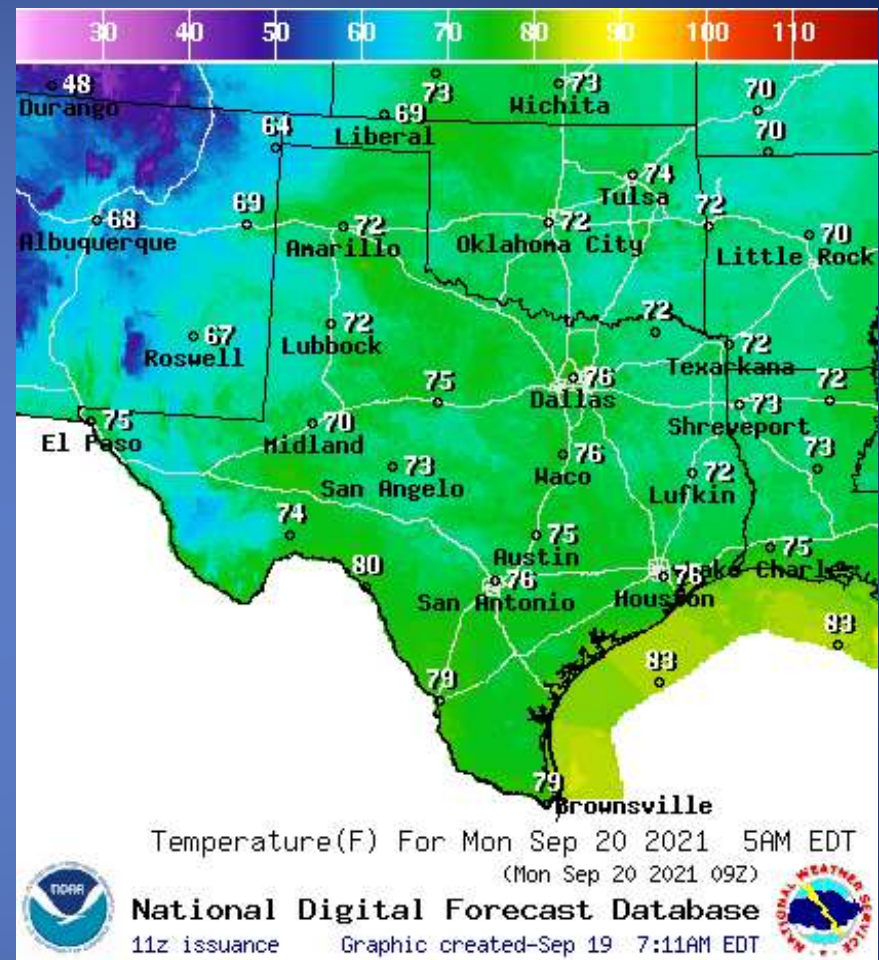 30 40 50 60 70 80 90 100 110
48
Durango
73
73
Wichita
70
69
Liberal
70
64
74
Tulsa
68
Albuquerque
69
72
Amarillo
72
Oklahoma City
72
70
Little Rock
67
Roswell
72
Lubbock
72
72
Texarkana
75
76
Dallas
73
Shreveport
72
75
El Paso
70
Midland
73
San Angelo
76
Waco
72
Lufkin
73
74
75
Austin
75
Lake Charles
80
76
San Antonio
76
Houston
83
83
79
79
Brownsville
Temperature(F) For Mon Sep 20 2021 5AM EDT
(Mon Sep 20 2021 09Z)
NOAA
National Digital Forecast Database
11z issuance Graphic created-Sep 19 7:11AM EDT
NATIONAL WEATHER SERVICE